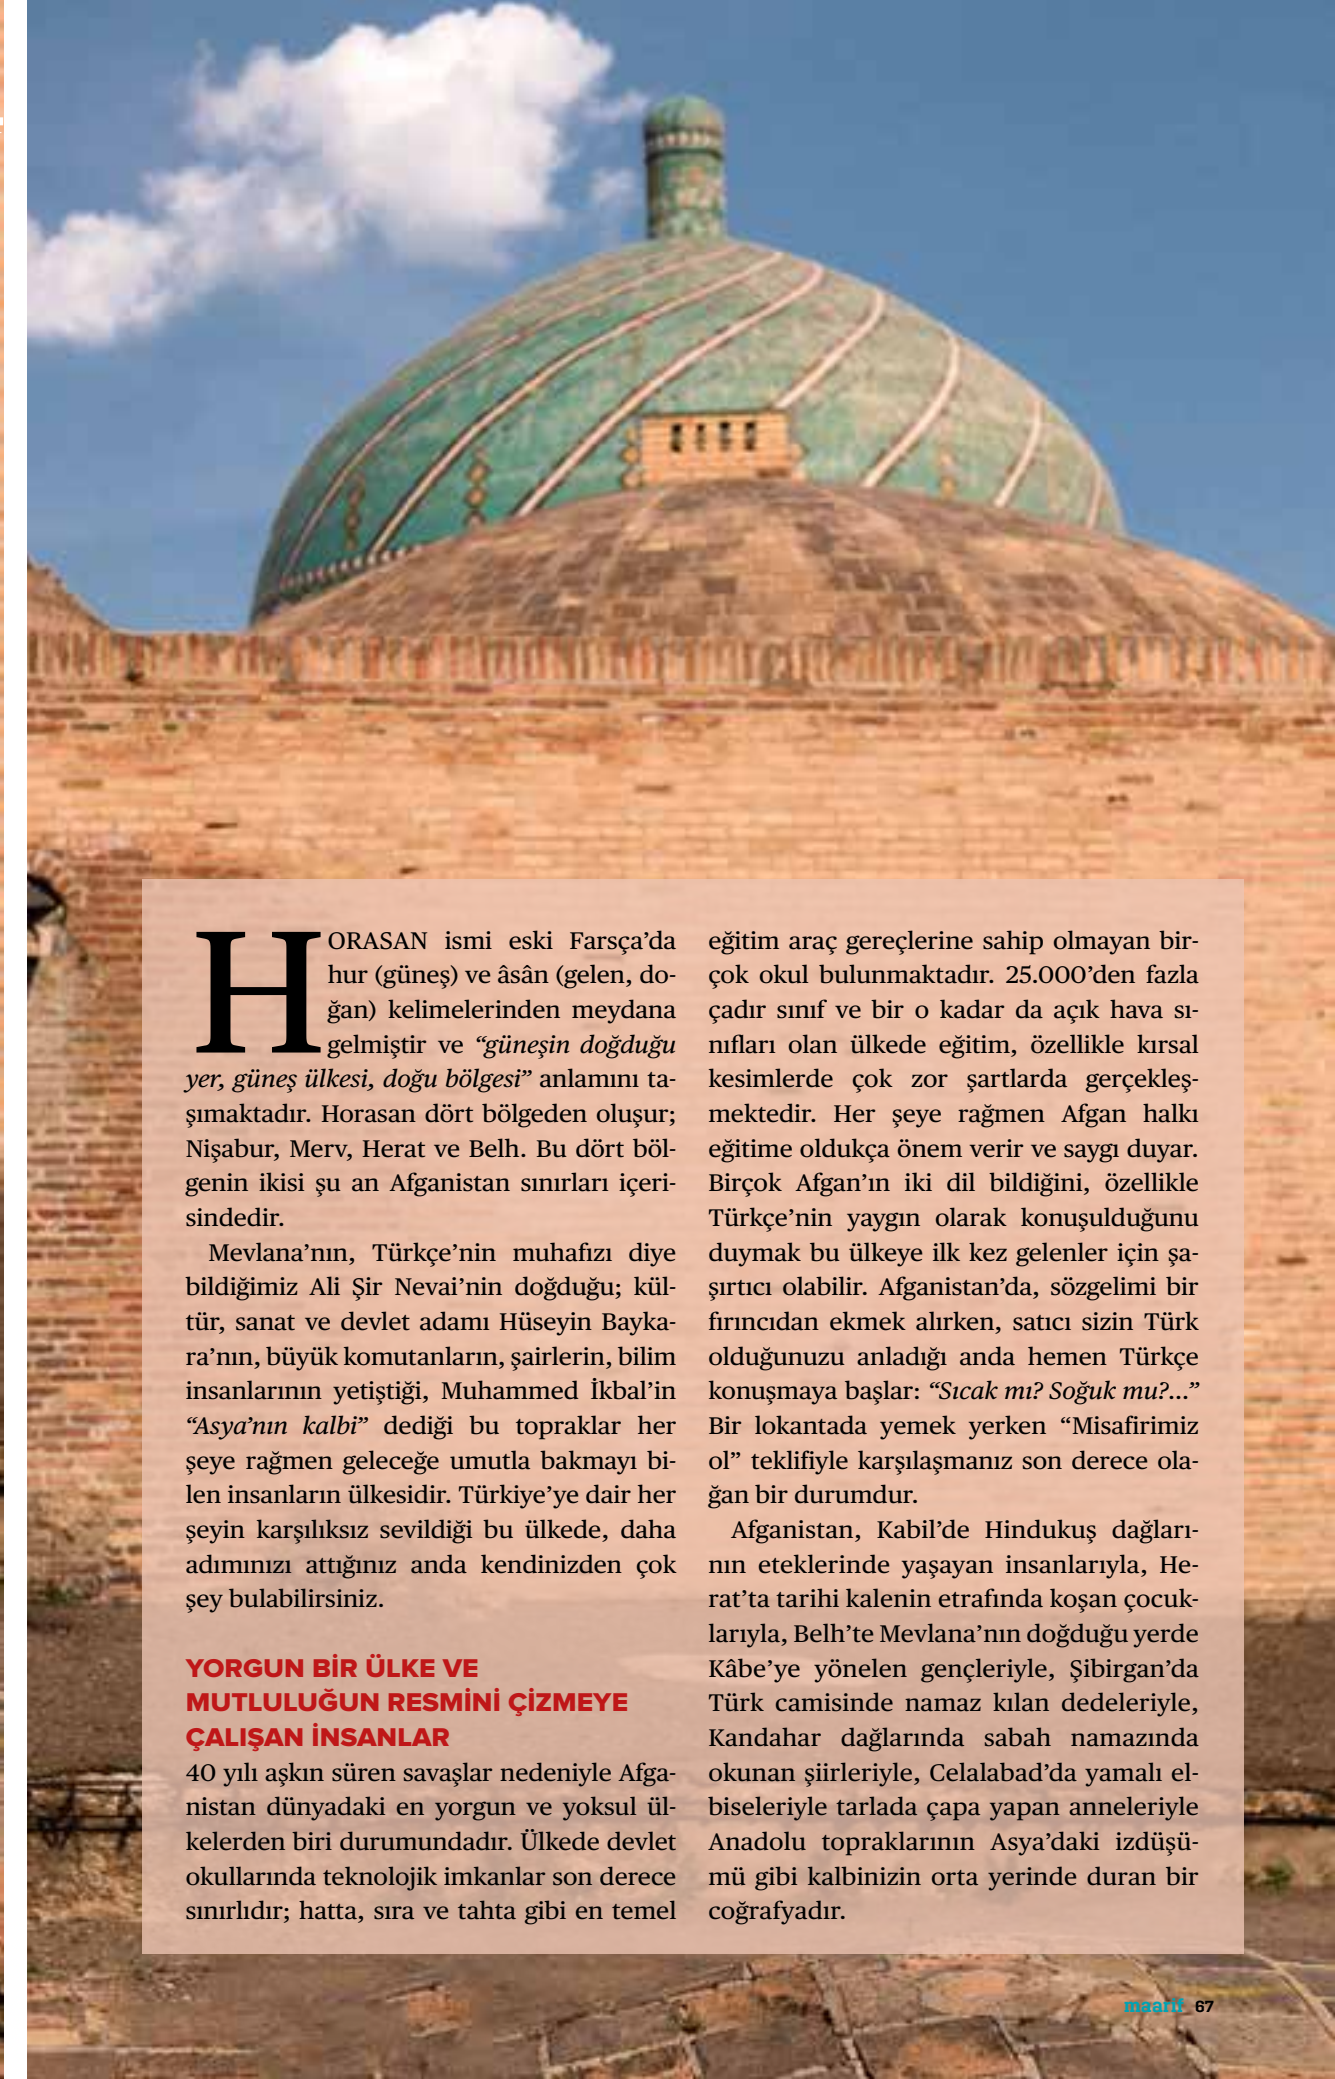 HORASAN ismi eski Farsça’da
hur (güneş) ve âsân (gelen, do-
ğan) kelimelerinden meydana
gelmiştir ve “güneşin doğduğu
yer, güneş ülkesi, doğu bölgesi” anlamını ta-
şımaktadır. Horasan dört bölgeden oluşur;
Nişabur, Merv, Herat ve Belh. Bu dört böl-
genin ikisi şu an Afganistan sınırları içeri-
sindedir.
Mevlana’nın, Türkçe’nin muhafızı diye
bildiğimiz Ali Şir Nevai’nin doğduğu; kül-
tür, sanat ve devlet adamı Hüseyin Bayka-
ra’nın, büyük komutanların, şairlerin, bilim
insanlarının yetiştiği, Muhammed İkbal’in
“Asya’nın kalbi” dediği bu topraklar her
şeye rağmen geleceğe umutla bakmayı bi-
len insanların ülkesidir. Türkiye’ye dair her
şeyin karşılıksız sevildiği bu ülkede, daha
adımınızı attığınız anda kendinizden çok
şey bulabilirsiniz.
YORGUN BİR ÜLKE VE
MUTLULUĞUN RESMİNİ ÇİZMEYE
ÇALIŞAN İNSANLAR
40 yılı aşkın süren savaşlar nedeniyle Afga-
nistan dünyadaki en yorgun ve yoksul ül-
kelerden biri durumundadır. Ülkede devlet
okullarında teknolojik imkanlar son derece
sınırlıdır; hatta, sıra ve tahta gibi en temel
eğitim araç gereçlerine sahip olmayan bir-
çok okul bulunmaktadır. 25.000’den fazla
çadır sınıf ve bir o kadar da açık hava sı-
nıfları olan ülkede eğitim, özellikle kırsal
kesimlerde çok zor şartlarda gerçekleş-
mektedir. Her şeye rağmen Afgan halkı
eğitime oldukça önem verir ve saygı duyar.
Birçok Afgan’ın iki dil bildiğini, özellikle
Türkçe’nin yaygın olarak konuşulduğunu
duymak bu ülkeye ilk kez gelenler için şa-
şırtıcı olabilir. Afganistan’da, sözgelimi bir
fırıncıdan ekmek alırken, satıcı sizin Türk
olduğunuzu anladığı anda hemen Türkçe
konuşmaya başlar: “Sıcak mı? Soğuk mu?...”
Bir lokantada yemek yerken “Misafirimiz
ol” teklifiyle karşılaşmanız son derece ola-
ğan bir durumdur.
Afganistan, Kabil’de Hindukuş dağları-
nın eteklerinde yaşayan insanlarıyla, He-
rat’ta tarihi kalenin etrafında koşan çocuk-
larıyla, Belh’te Mevlana’nın doğduğu yerde
Kâbe’ye yönelen gençleriyle, Şibirgan’da
Türk camisinde namaz kılan dedeleriyle,
Kandahar dağlarında sabah namazında
okunan şiirleriyle, Celalabad’da yamalı el-
biseleriyle tarlada çapa yapan anneleriyle
Anadolu topraklarının Asya’daki izdüşü-
mü gibi kalbinizin orta yerinde duran bir
coğrafyadır.
maarif 67